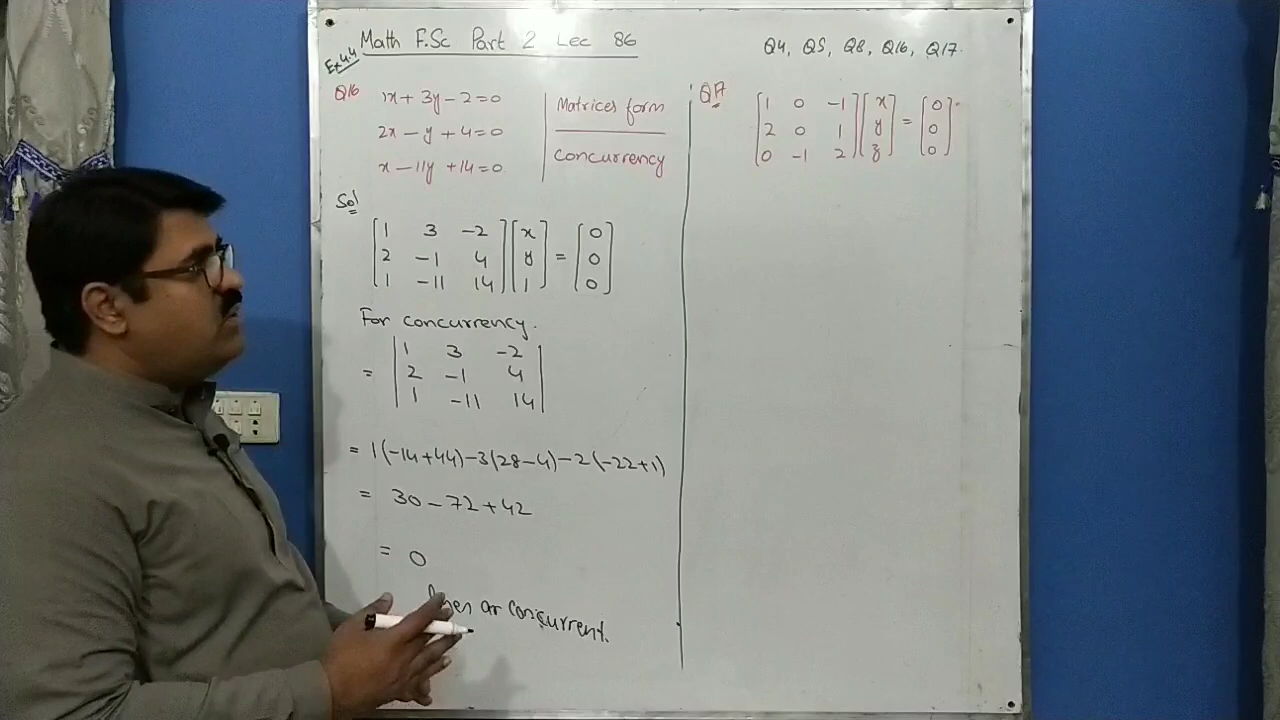 Math F.Sc Part 2 Lec 86
Q4, Q5, Q8, Q16, Q17.
Ex 4.4
Q16
x + 3y - 2 = 0
2x - y + 4 = 0
x - 11y + 14 = 0.
Matrices form
concurrency
Sol
[1 3 -2] [x] [0]
[2 -1 4] [y] = [0]
[1 -11 14] [1] [0]
For concurrency.
|1 3 -2|
= |2 -1 4|
|1 -11 14|
= 1(-14+44)-3(28-4)-2(-22+1)
= 30 - 72 + 42
= 0
lines or concurrent.
Q17
[1 0 -1] [x] [0]
[2 0 1] [y] = [0]
[0 -1 2] [z] [0]